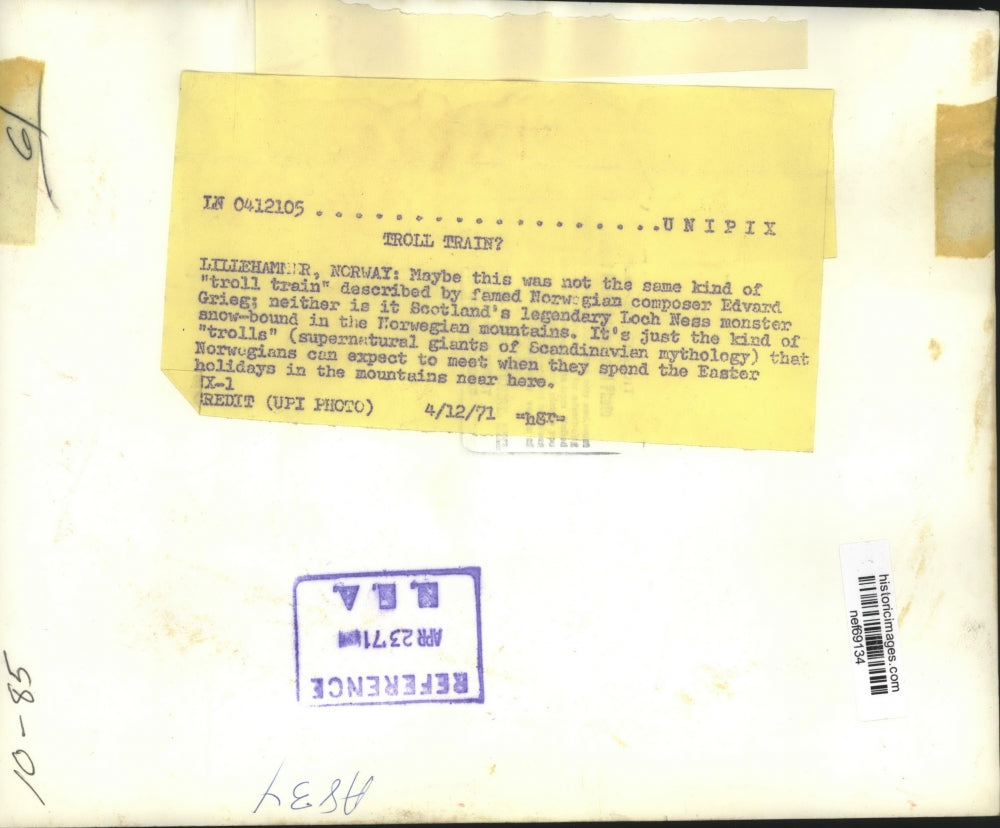 LN 0412105 . . . . . . . . . . . . . . . . . . . . . . U N I P I X
TROLL TRAIN?
LILLEHAMMER, NORWAY: Maybe this was not the same kind of
"troll train" described by famed Norwegian composer Edvard
Grieg; neither is it Scotland's legendary Loch Ness monster
snow-bound in the Norwegian mountains. It's just the kind of
"trolls" (supernatural giants of Scandinavian mythology) that
Norwegians can expect to meet when they spend the Easter
holidays in the mountains near here.
X-1
REDIT (UPI PHOTO) 4/12/71 =hgr=
REFERENCE
APR 23 71
historicimages.com
nef69134
10-85